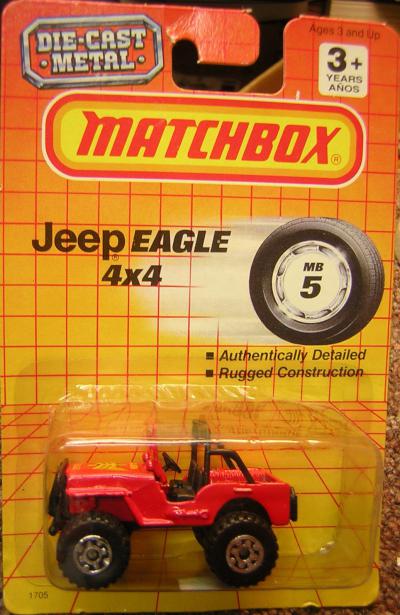 DIE-CAST
METAL
Ages 3 and Up
3+
YEARS
AÑOS
MATCHBOX®
Jeep® EAGLE
4x4
MB
5
■ Authentically Detailed
■ Rugged Construction
1705